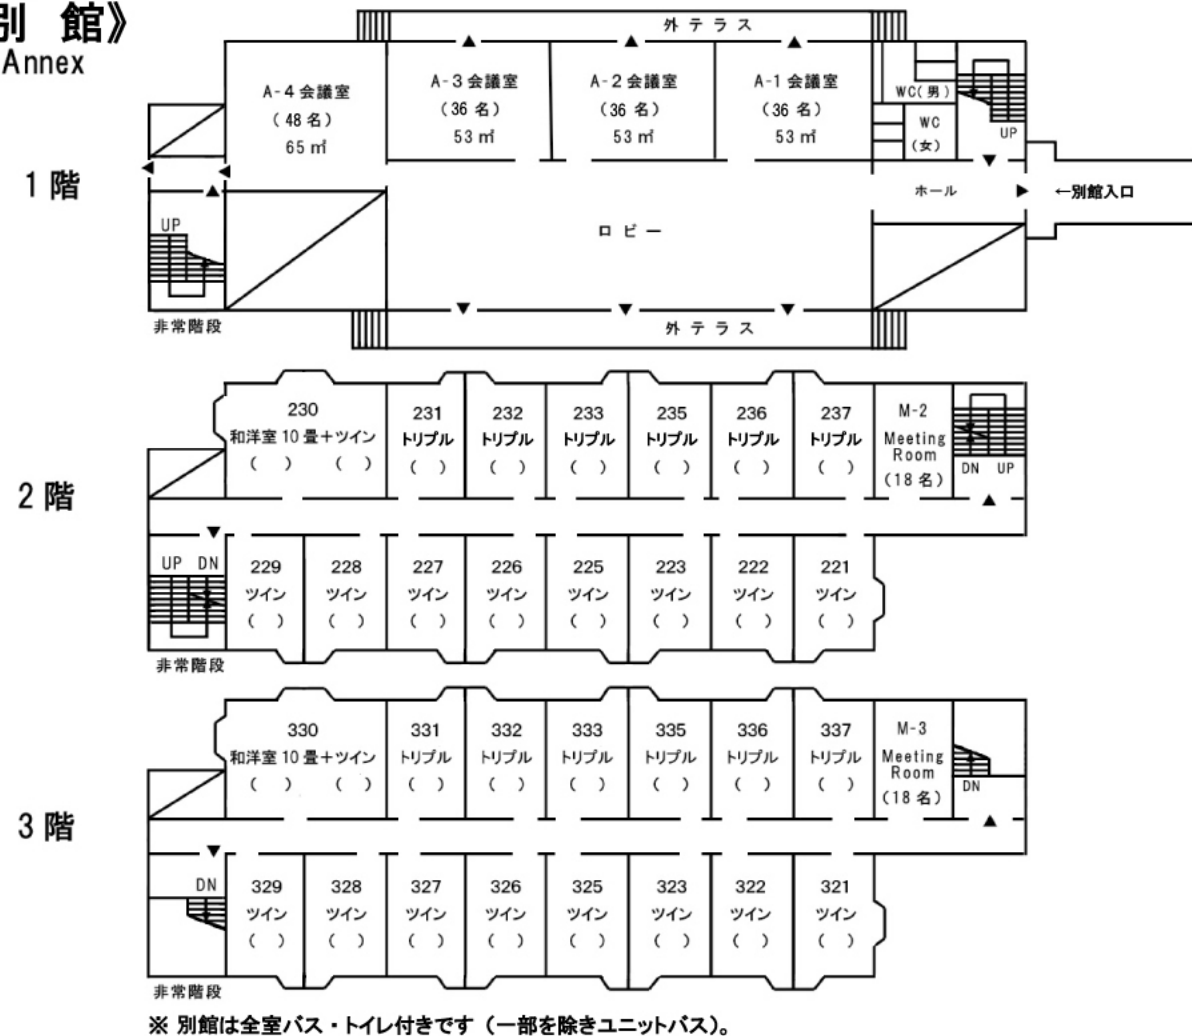 別 館》
Annex
外 テ ラ ス
A-4 会議室
(48 名)
65 ㎡
A-3 会議室
(36 名)
53 ㎡
A-2 会議室
(36 名)
53 ㎡
A-1 会議室
(36 名)
53 ㎡
WC(男)
WC
(女)
UP
1 階
ホール
←別館入口
ロ ビ ー
UP
非常階段
外 テ ラ ス
2 階
230
和洋室 10 畳+ツイン
( ) ( )
231
トリプル
( )
232
トリプル
( )
233
トリプル
( )
235
トリプル
( )
236
トリプル
( )
237
トリプル
( )
M-2
Meeting
Room
(18 名)
DN UP
UP DN
非常階段
229
ツイン
( )
228
ツイン
( )
227
ツイン
( )
226
ツイン
( )
225
ツイン
( )
223
ツイン
( )
222
ツイン
( )
221
ツイン
( )
3 階
330
和洋室 10 畳+ツイン
( ) ( )
331
トリプル
( )
332
トリプル
( )
333
トリプル
( )
335
トリプル
( )
336
トリプル
( )
337
トリプル
( )
M-3
Meeting
Room
(18 名)
DN
DN
非常階段
329
ツイン
( )
328
ツイン
( )
327
ツイン
( )
326
ツイン
( )
325
ツイン
( )
323
ツイン
( )
322
ツイン
( )
321
ツイン
( )
※ 別館は全室バス・トイレ付きです(一部を除きユニットバス)。